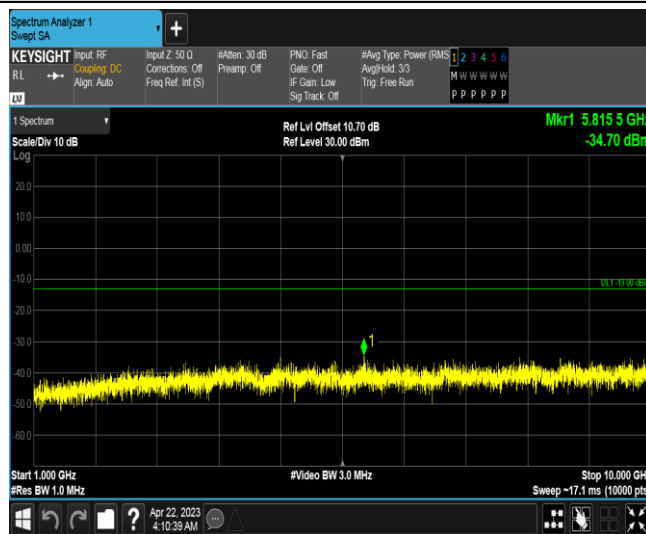 Spectrum Analyzer 1
Swept SA
KEYSIGHT
RL
LXI
Input: RF
Coupling: DC
Align: Auto
Input Z: 50 Ω
Corrections: Off
Freq Ref: Int (S)
#Atten: 30 dB
Preamp: Off
PNO: Fast
Gate: Off
IF Gain: Low
Sig Track: Off
#Avg Type: Power (RMS
Avg|Hold: 3/3
Trig: Free Run
1 2 3 4 5 6
M W W W W W
P P P P P P
1 Spectrum
Scale/Div 10 dB
Log
Ref Lvl Offset 10.70 dB
Ref Level 30.00 dBm
Mkr1 5.815 5 GHz
-34.70 dBm
20.0
10.0
0.00
-10.0
DL1 -13.00 dBm
-20.0
-30.0
1
-40.0
-50.0
-60.0
Start 1.000 GHz
#Res BW 1.0 MHz
#Video BW 3.0 MHz
Stop 10.000 GHz
Sweep ~17.1 ms (10000 pts
?
Apr 22, 2023
4:10:39 AM